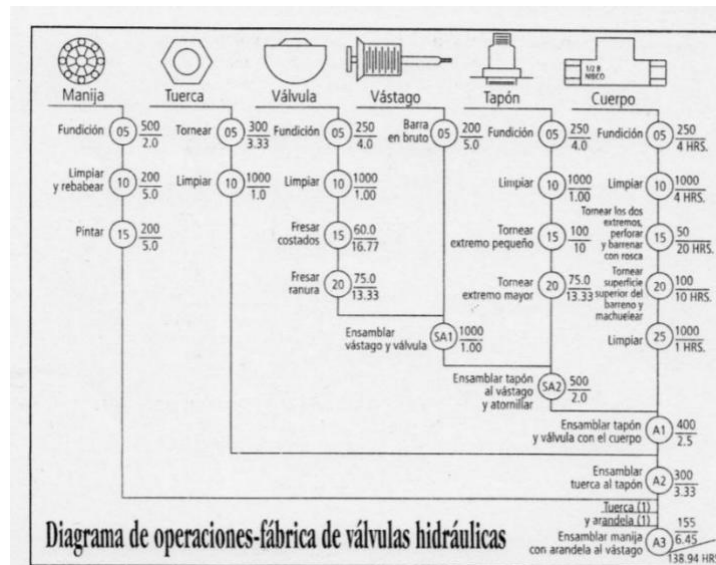 1/2 B
NIBCO
Manija
Tuerca
Válvula
Vástago
Tapón
Cuerpo
Fundición 05 500
2.0
Limpiar
y rebabear 10 200
5.0
Pintar 15 200
5.0
Tornear 05 300
3.33
Limpiar 10 1000
1.0
Fundición 05 250
4.0
Limpiar 10 1000
1.00
Fresar
costados 15 60.0
16.77
Fresar
ranura 20 75.0
13.33
Barra
en bruto 05 200
5.0
Ensamblar
vástago y válvula SA1 1000
1.00
Fundición 05 250
4.0
Limpiar 10 1000
1.00
Tornear
extremo pequeño 15 100
10
Tornear
extremo mayor 20 75.0
13.33
Ensamblar tapón
al vástago
y atornillar SA2 500
2.0
Fundición 05 250
4 HRS.
Limpiar 10 1000
4 HRS.
Tornear los dos
extremos,
perforar
y barrenar
con rosca 15 50
20 HRS.
Tornear
superficie
superior del
barreno y
machuelear 20 100
10 HRS.
Limpiar 25 1000
1 HRS.
Ensamblar tapón
y válvula con el cuerpo A1 400
2.5
Ensamblar
tuerca al tapón A2 300
3.33
Tuerca (1)
y arandela (1)
Ensamblar manija
con arandela al vástago A3 155
6.45
138.94 HRS
Diagrama de operaciones-fábrica de válvulas hidráulicas